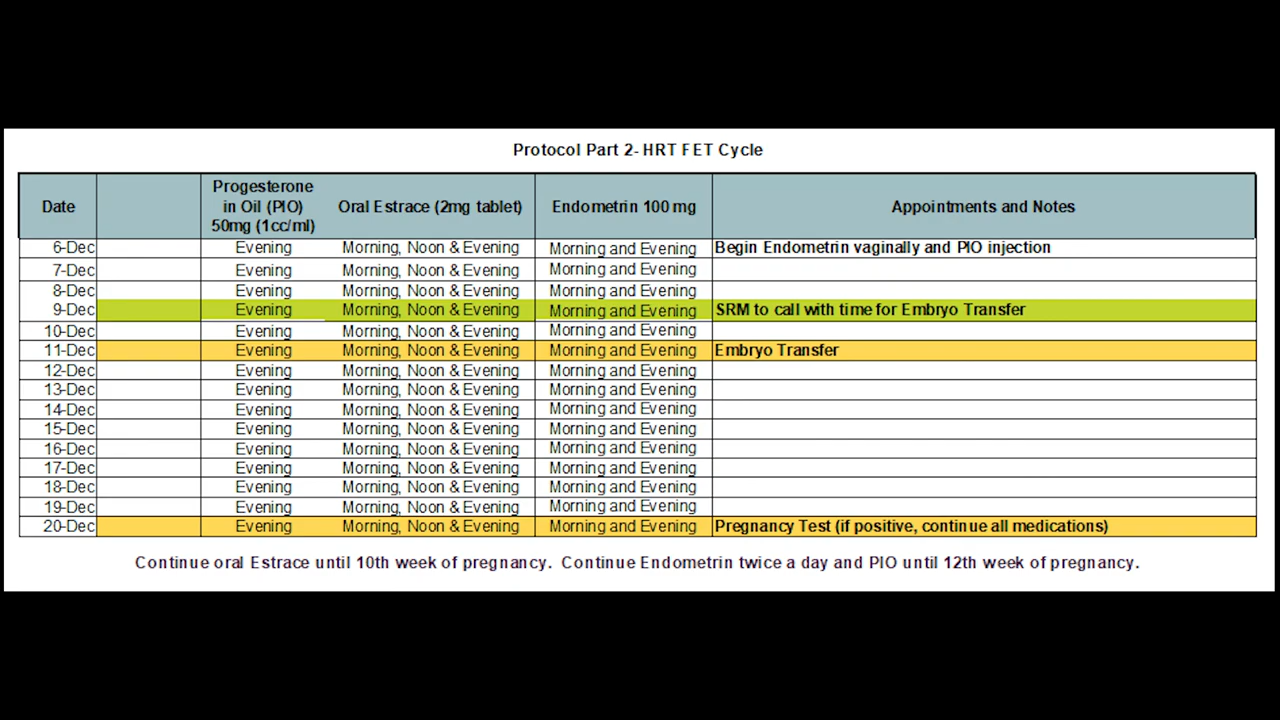 Protocol Part 2- HRT FET Cycle
Date Progesterone in Oil (PIO) 50mg (1cc/ml) Oral Estrace (2mg tablet) Endometrin 100 mg Appointments and Notes
6-Dec Evening Morning, Noon & Evening Morning and Evening Begin Endometrin vaginally and PIO injection
7-Dec Evening Morning, Noon & Evening Morning and Evening
8-Dec Evening Morning, Noon & Evening Morning and Evening
9-Dec Evening Morning, Noon & Evening Morning and Evening SRM to call with time for Embryo Transfer
10-Dec Evening Morning, Noon & Evening Morning and Evening
11-Dec Evening Morning, Noon & Evening Morning and Evening Embryo Transfer
12-Dec Evening Morning, Noon & Evening Morning and Evening
13-Dec Evening Morning, Noon & Evening Morning and Evening
14-Dec Evening Morning, Noon & Evening Morning and Evening
15-Dec Evening Morning, Noon & Evening Morning and Evening
16-Dec Evening Morning, Noon & Evening Morning and Evening
17-Dec Evening Morning, Noon & Evening Morning and Evening
18-Dec Evening Morning, Noon & Evening Morning and Evening
19-Dec Evening Morning, Noon & Evening Morning and Evening
20-Dec Evening Morning, Noon & Evening Morning and Evening Pregnancy Test (if positive, continue all medications)
Continue oral Estrace until 10th week of pregnancy. Continue Endometrin twice a day and PIO until 12th week of pregnancy.